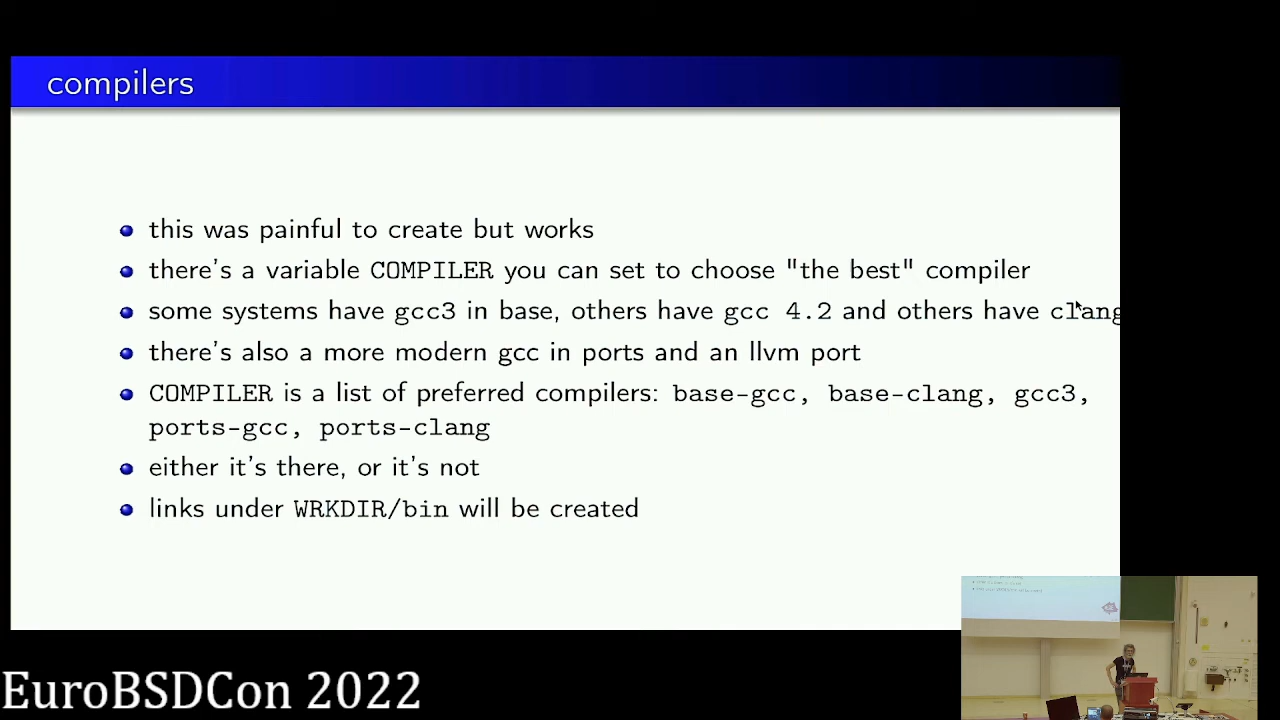 compilers
this was painful to create but works
there's a variable COMPILER you can set to choose "the best" compiler
some systems have gcc3 in base, others have gcc 4.2 and others have clang
there's also a more modern gcc in ports and an llvm port
COMPILER is a list of preferred compilers: base-gcc, base-clang, gcc3,
ports-gcc, ports-clang
either it's there, or it's not
links under WRKDIR/bin will be created
EuroBSDCon 2022